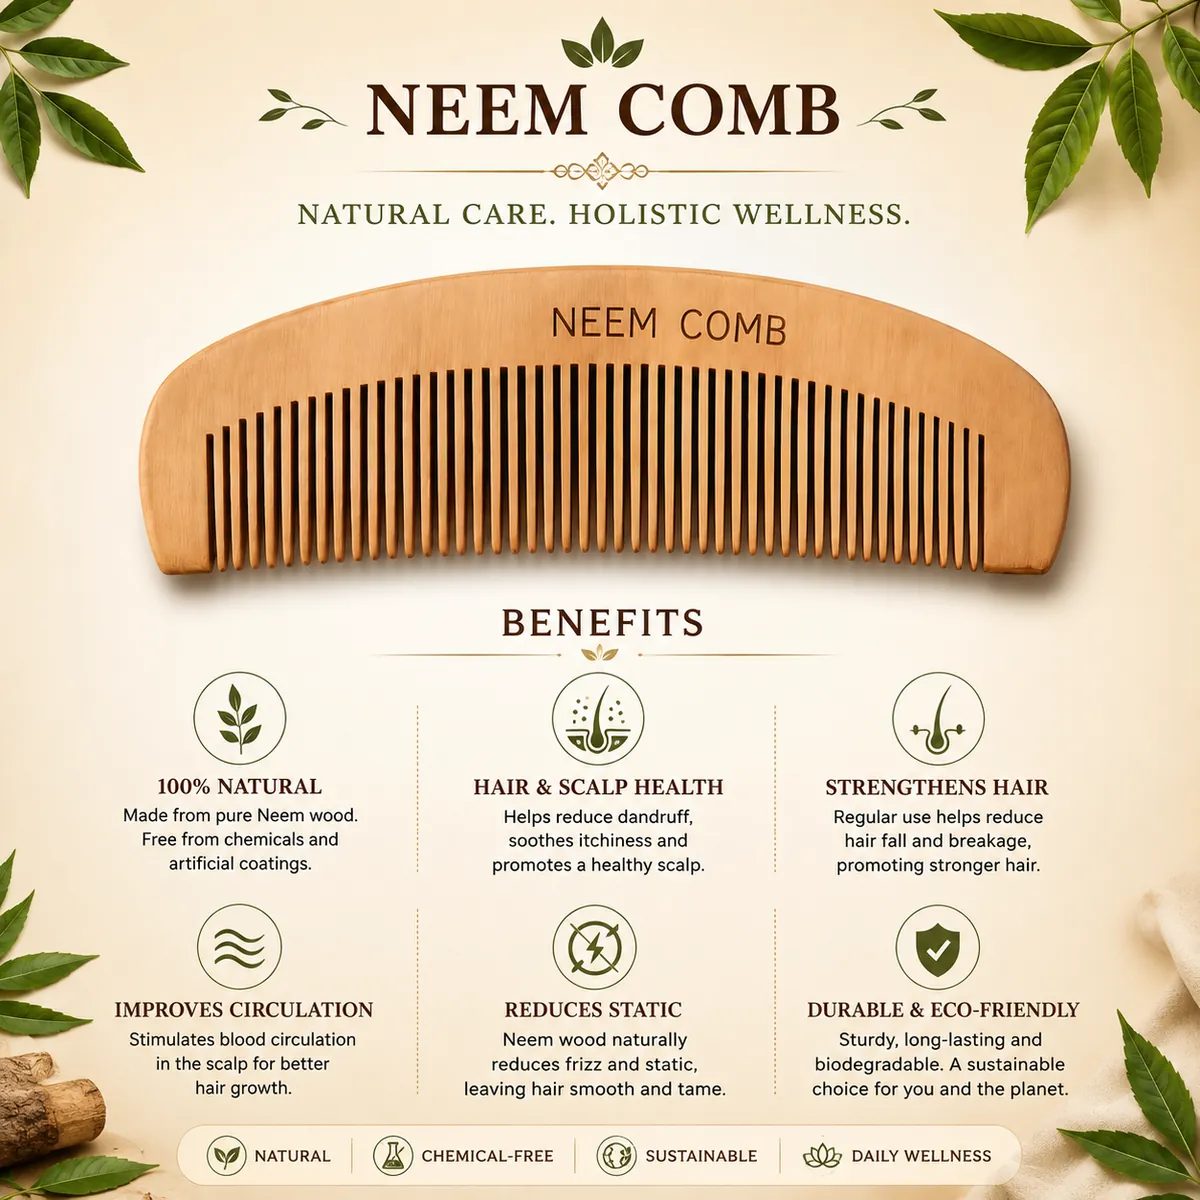 NEEM COMB
NATURAL CARE. HOLISTIC WELLNESS.
NEEM COMB
BENEFITS
100% NATURAL
Made from pure Neem wood.
Free from chemicals and
artificial coatings.
HAIR & SCALP HEALTH
Helps reduce dandruff,
soothes itchiness and
promotes a healthy scalp.
STRENGTHENS HAIR
Regular use helps reduce
hair fall and breakage,
promoting stronger hair.
IMPROVES CIRCULATION
Stimulates blood circulation
in the scalp for better
hair growth.
REDUCES STATIC
Neem wood naturally
reduces frizz and static,
leaving hair smooth and tame.
DURABLE & ECO-FRIENDLY
Sturdy, long-lasting and
biodegradable. A sustainable
choice for you and the planet.
NATURAL
CHEMICAL-FREE
SUSTAINABLE
DAILY WELLNESS